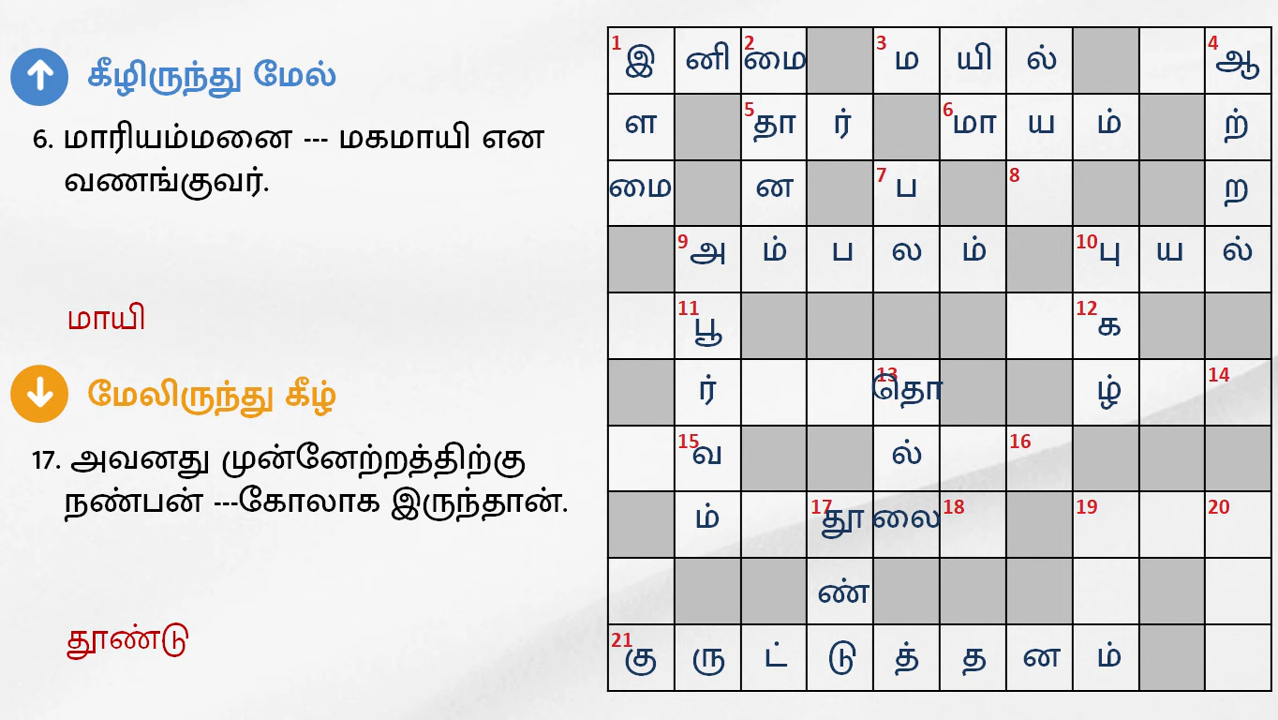 கீழிருந்து மேல்
6. மாரியம்மனை --- மகமாயி என
வணங்குவர்.
மாயி
மேலிருந்து கீழ்
17. அவனது முன்னேற்றத்திற்கு
நண்பன் ---கோலாக இருந்தான்.
தூண்டு
1 இ னி 2 மை 3 ம யி ல் 4 ஆ
ள 5 தா ர் 6 மா ய ம் ற்
மை ன 7 ப 8 ற
9 அ ம் ப ல ம் 10 பு ய ல்
11 பூ 12 க
ர் 13 தொ ழ் 14
15 வ ல் 16
ம் 17 தூ லை 18 19 20
ண்
21 கு ரு ட் டு த் த ன ம்